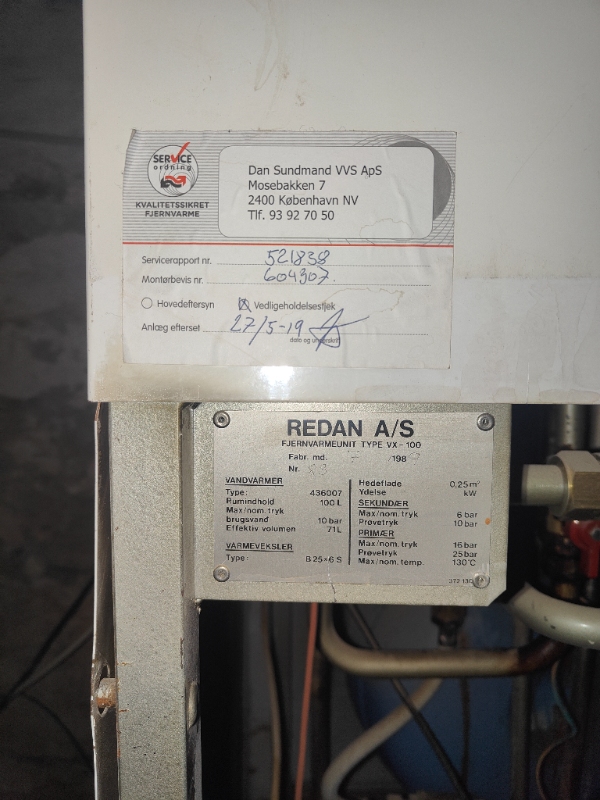 SERVICE
ordning
KVALITETSSIKRET
FJERNVARME
Dan Sundmand VVS ApS
Mosebakken 7
2400 København NV
Tlf. 93 92 70 50
Servicerapport nr. 521838
Montørbevis nr. 604307
Hovedeftersyn Vedligeholdelsestjek
Anlæg efterset 27/5-19
dato og underskrift
REDAN A/S
FJERNVARMEUNIT TYPE VX-100
Fabr. md. 7 /198
Nr.
VANDVARMER
Type: 436007
Rumindhold 100 L
Max/nom. tryk
brugsvand 10 bar
Effektiv volumen 71 L
VARMEVEKSLER
Type: B 25×6 S
Hedeflade 0,25 m²
Ydelse kW
SEKUNDÆR
Max/nom. tryk 6 bar
Prøvetryk 10 bar
PRIMÆR
Max/nom. tryk 16 bar
Prøvetryk 25 bar
Max/nom. temp. 130°C